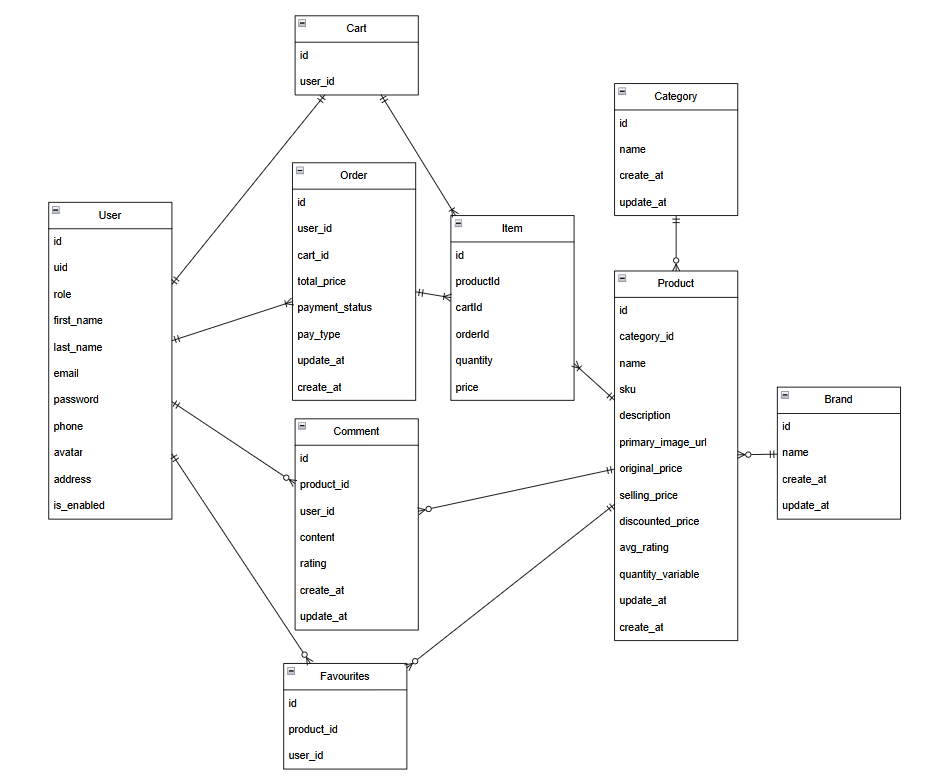 Cart
id
user_id
Category
id
name
create_at
update_at
Order
id
user_id
cart_id
total_price
payment_status
pay_type
update_at
create_at
User
id
uid
role
first_name
last_name
email
password
phone
avatar
address
is_enabled
Item
id
productId
cartId
orderId
quantity
price
Product
id
category_id
name
sku
description
primary_image_url
original_price
selling_price
discounted_price
avg_rating
quantity_variable
update_at
create_at
Brand
id
name
create_at
update_at
Comment
id
product_id
user_id
content
rating
create_at
update_at
Favourites
id
product_id
user_id